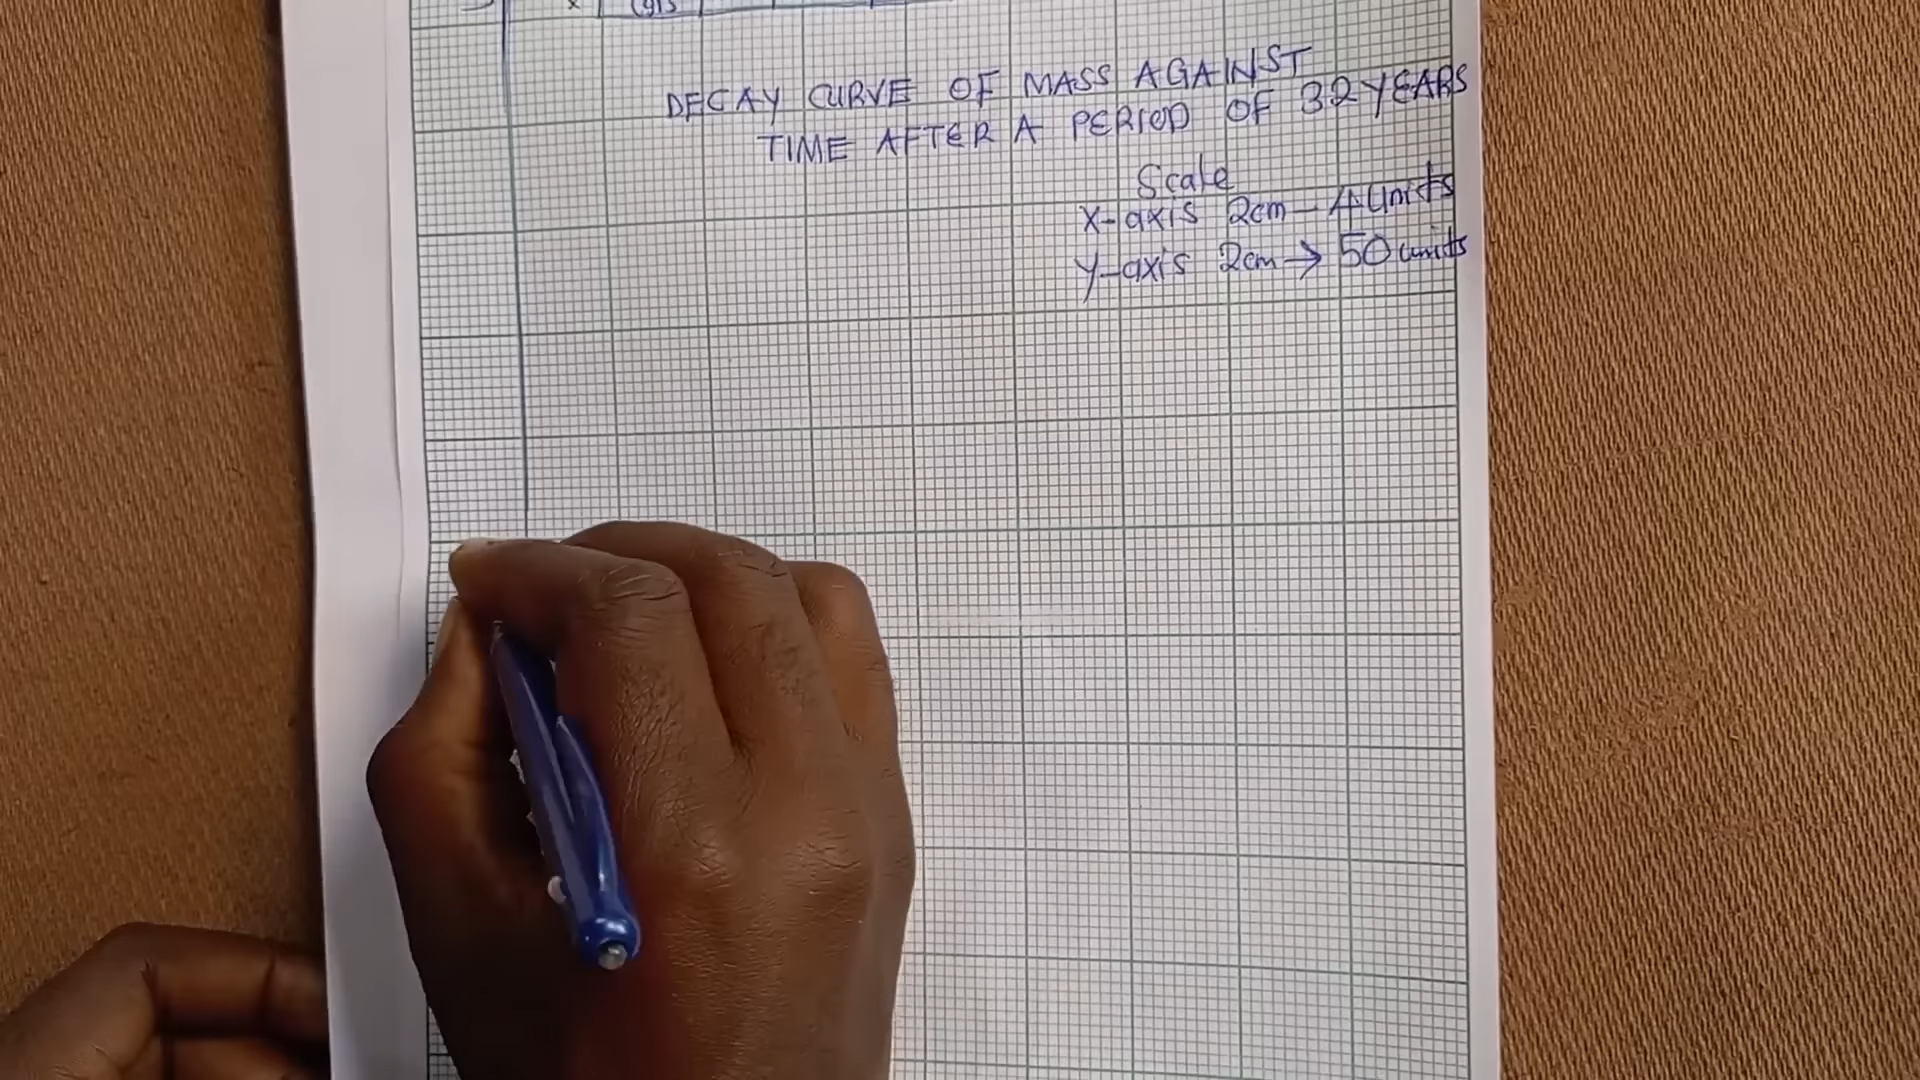 x
DECAY CURVE OF MASS AGAINST
TIME AFTER A PERIOD OF 32 YEARS
Scale
X-axis 2cm - 4 Units
y-axis 2cm → 50 units